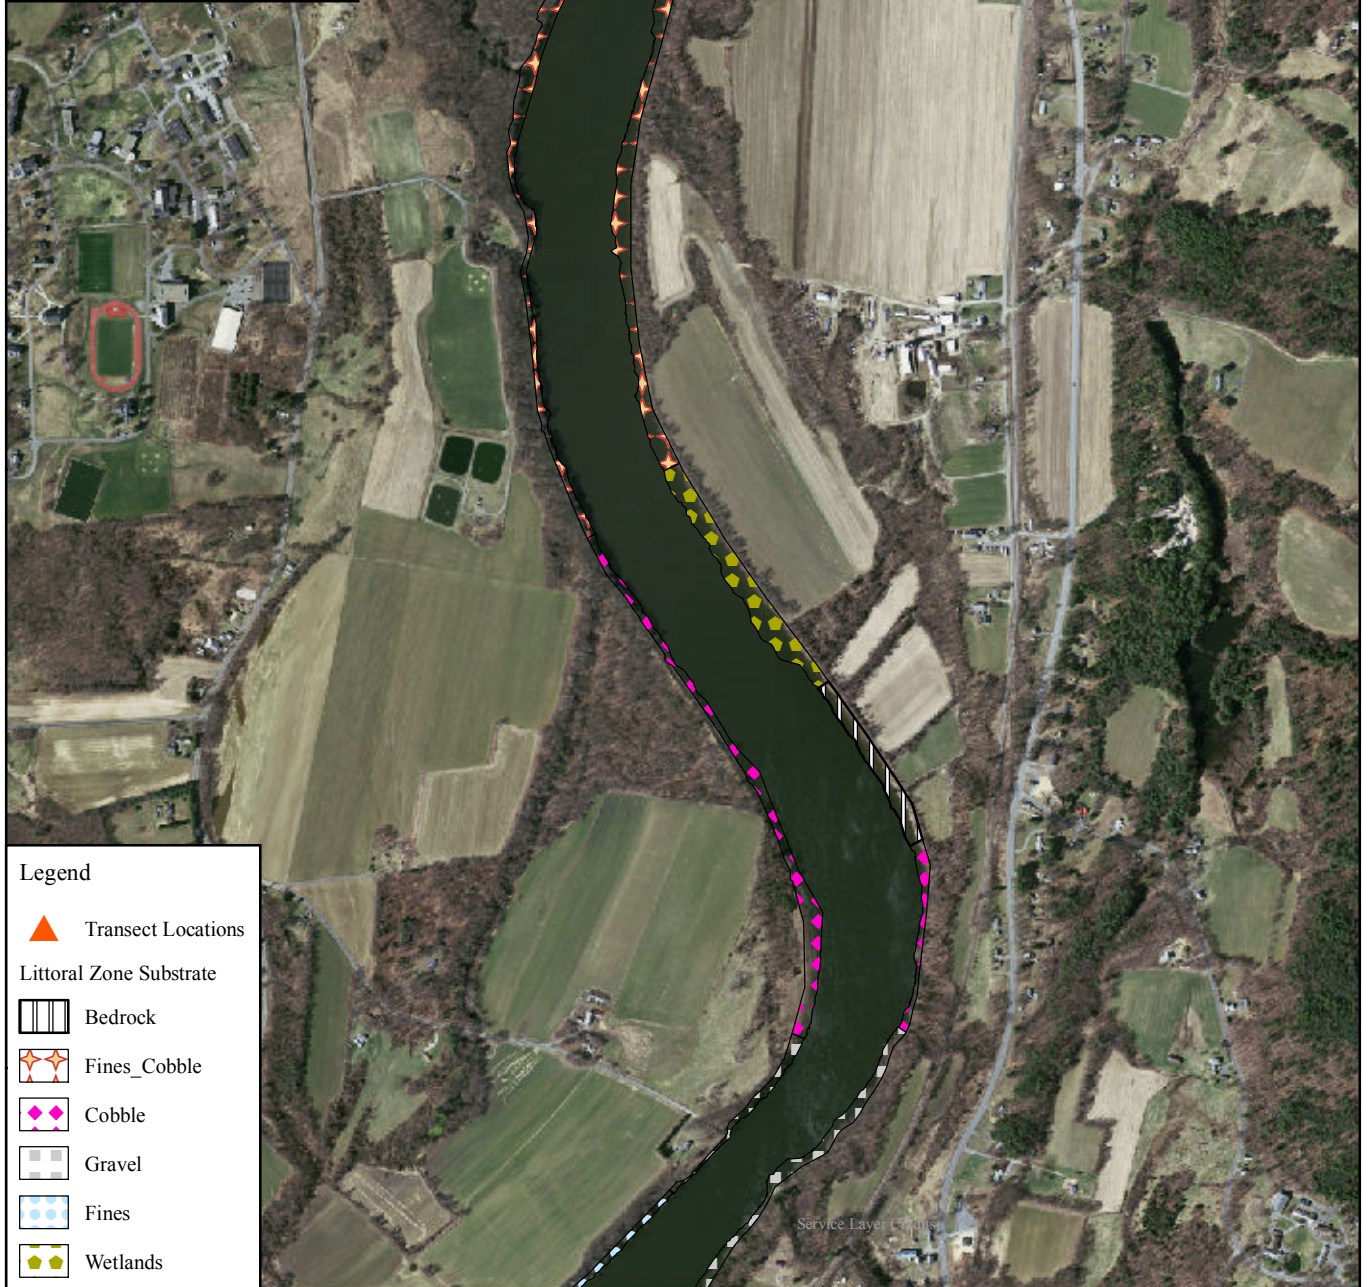 Legend
Transect Locations
Littoral Zone Substrate
Bedrock
Fines_Cobble
Cobble
Gravel
Fines
Wetlands
Service Layer Credits: